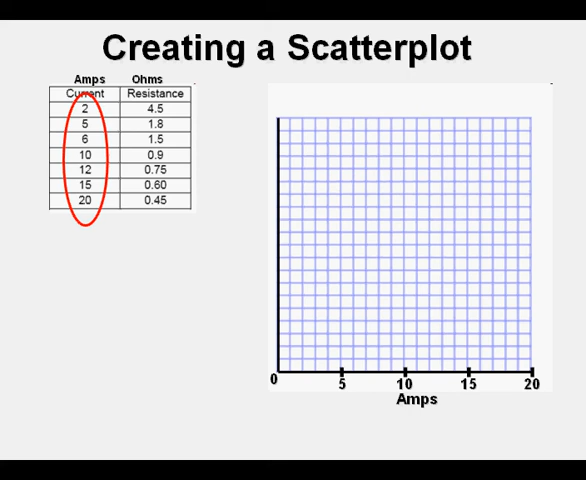 Creating a Scatterplot
Amps Ohms
Current Resistance
2 4.5
5 1.8
6 1.5
10 0.9
12 0.75
15 0.60
20 0.45
0 5 10 15 20
Amps